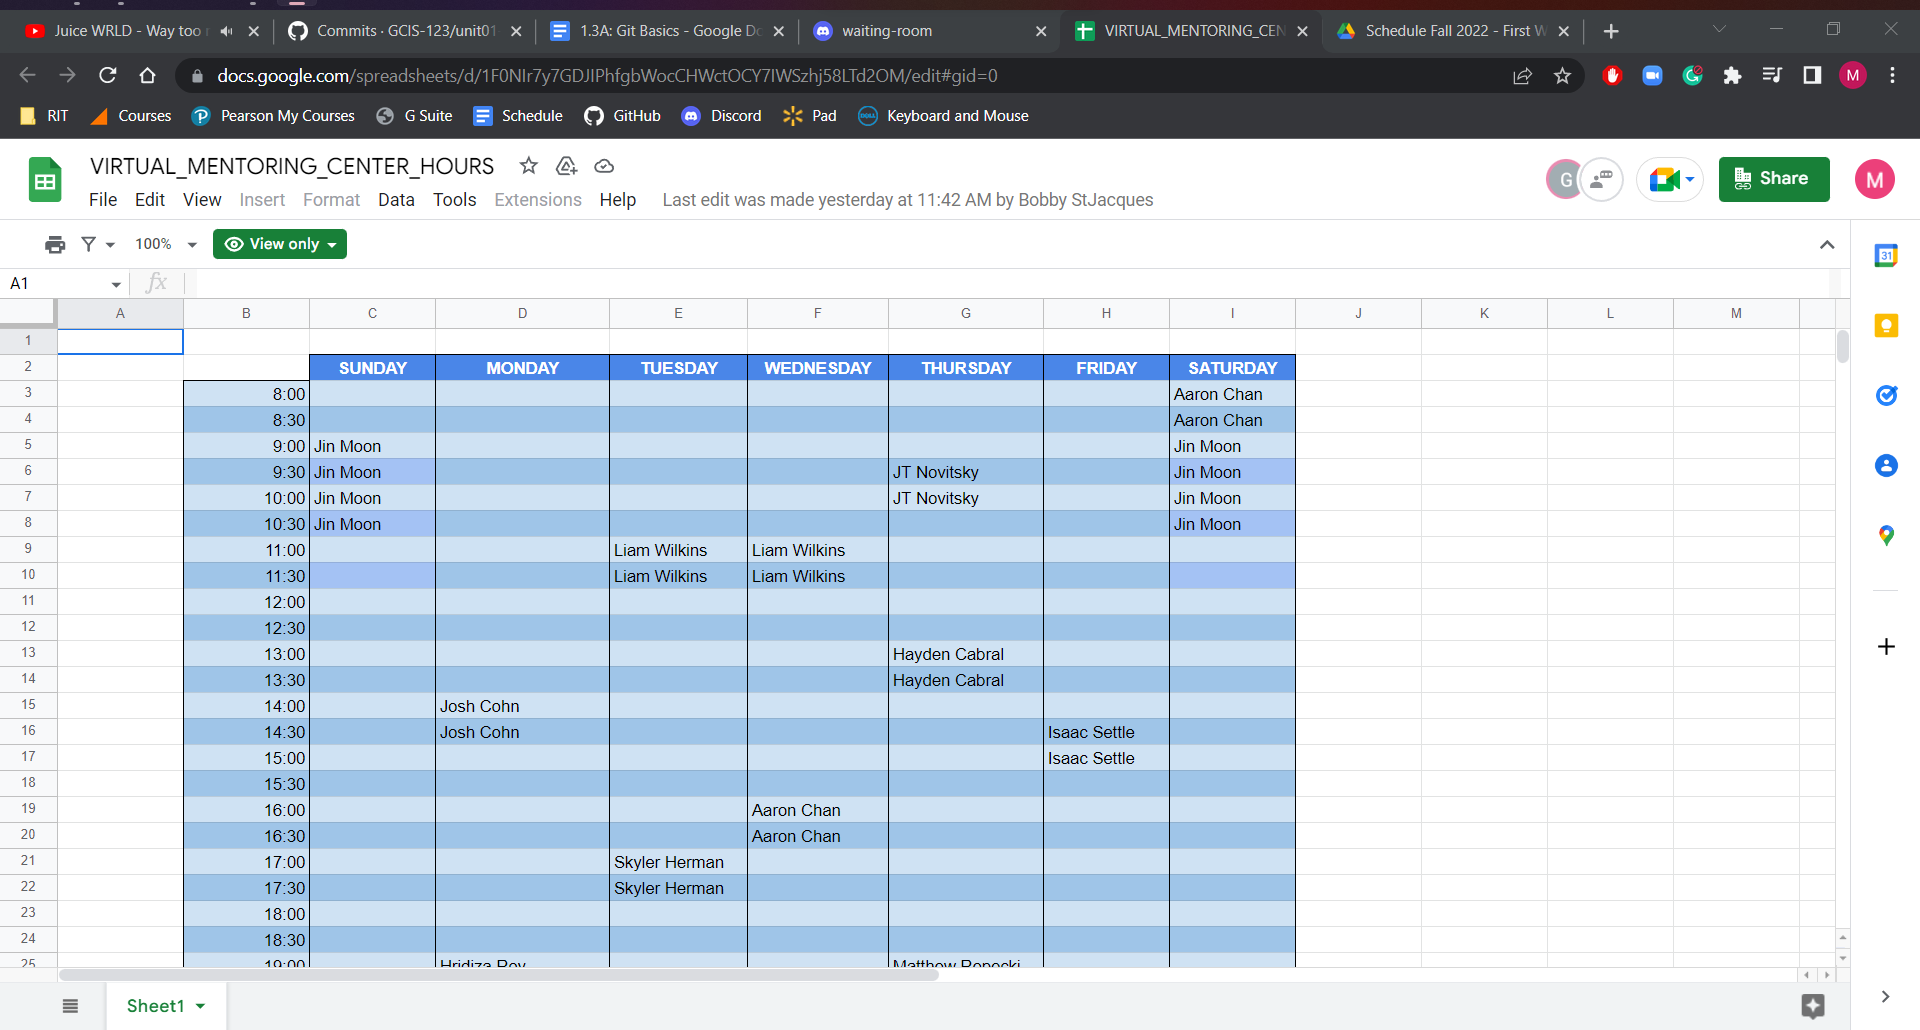 Juice WRLD - Way too
Commits · GCIS-123/unit01
1.3A: Git Basics - Google Do
waiting-room
VIRTUAL_MENTORING_CEN
Schedule Fall 2022 - First W
docs.google.com/spreadsheets/d/1F0NIr7y7GDJIPhfgbWocCHWctOCY7IWSzhj58LTd2OM/edit#gid=0
M
RIT Courses Pearson My Courses G Suite Schedule GitHub Discord Pad Keyboard and Mouse
VIRTUAL_MENTORING_CENTER_HOURS
G Share M
File Edit View Insert Format Data Tools Extensions Help Last edit was made yesterday at 11:42 AM by Bobby StJacques
100% View only
31
A1 fx
A B C D E F G H I J K L M
1
2 SUNDAY MONDAY TUESDAY WEDNESDAY THURSDAY FRIDAY SATURDAY
3 8:00 Aaron Chan
4 8:30 Aaron Chan
5 9:00 Jin Moon Jin Moon
6 9:30 Jin Moon JT Novitsky Jin Moon
7 10:00 Jin Moon JT Novitsky Jin Moon
8 10:30 Jin Moon Jin Moon
9 11:00 Liam Wilkins Liam Wilkins
10 11:30 Liam Wilkins Liam Wilkins
11 12:00
12 12:30
13 13:00 Hayden Cabral
14 13:30 Hayden Cabral
15 14:00 Josh Cohn
16 14:30 Josh Cohn Isaac Settle
17 15:00 Isaac Settle
18 15:30
19 16:00 Aaron Chan
20 16:30 Aaron Chan
21 17:00 Skyler Herman
22 17:30 Skyler Herman
23 18:00
24 18:30
25 19:00 Hridiza Roy Matthew
Sheet1